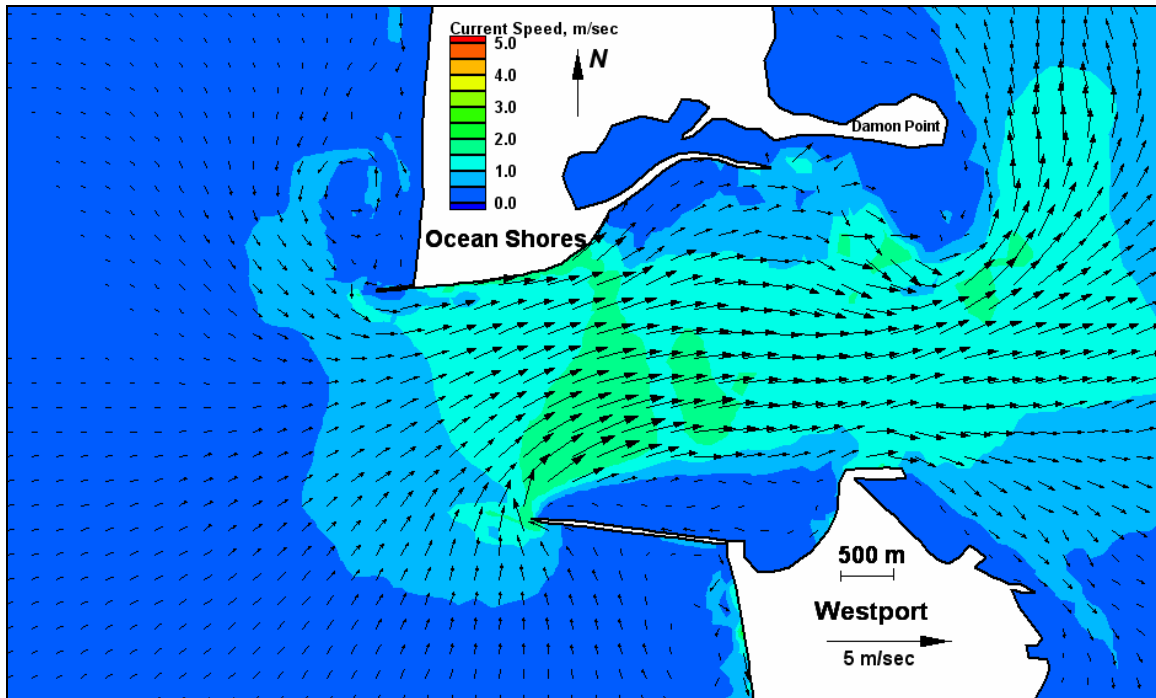 Current Speed, m/sec
5.0
4.0
3.0
2.0
1.0
0.0
N
Damon Point
Ocean Shores
500 m
Westport
5 m/sec